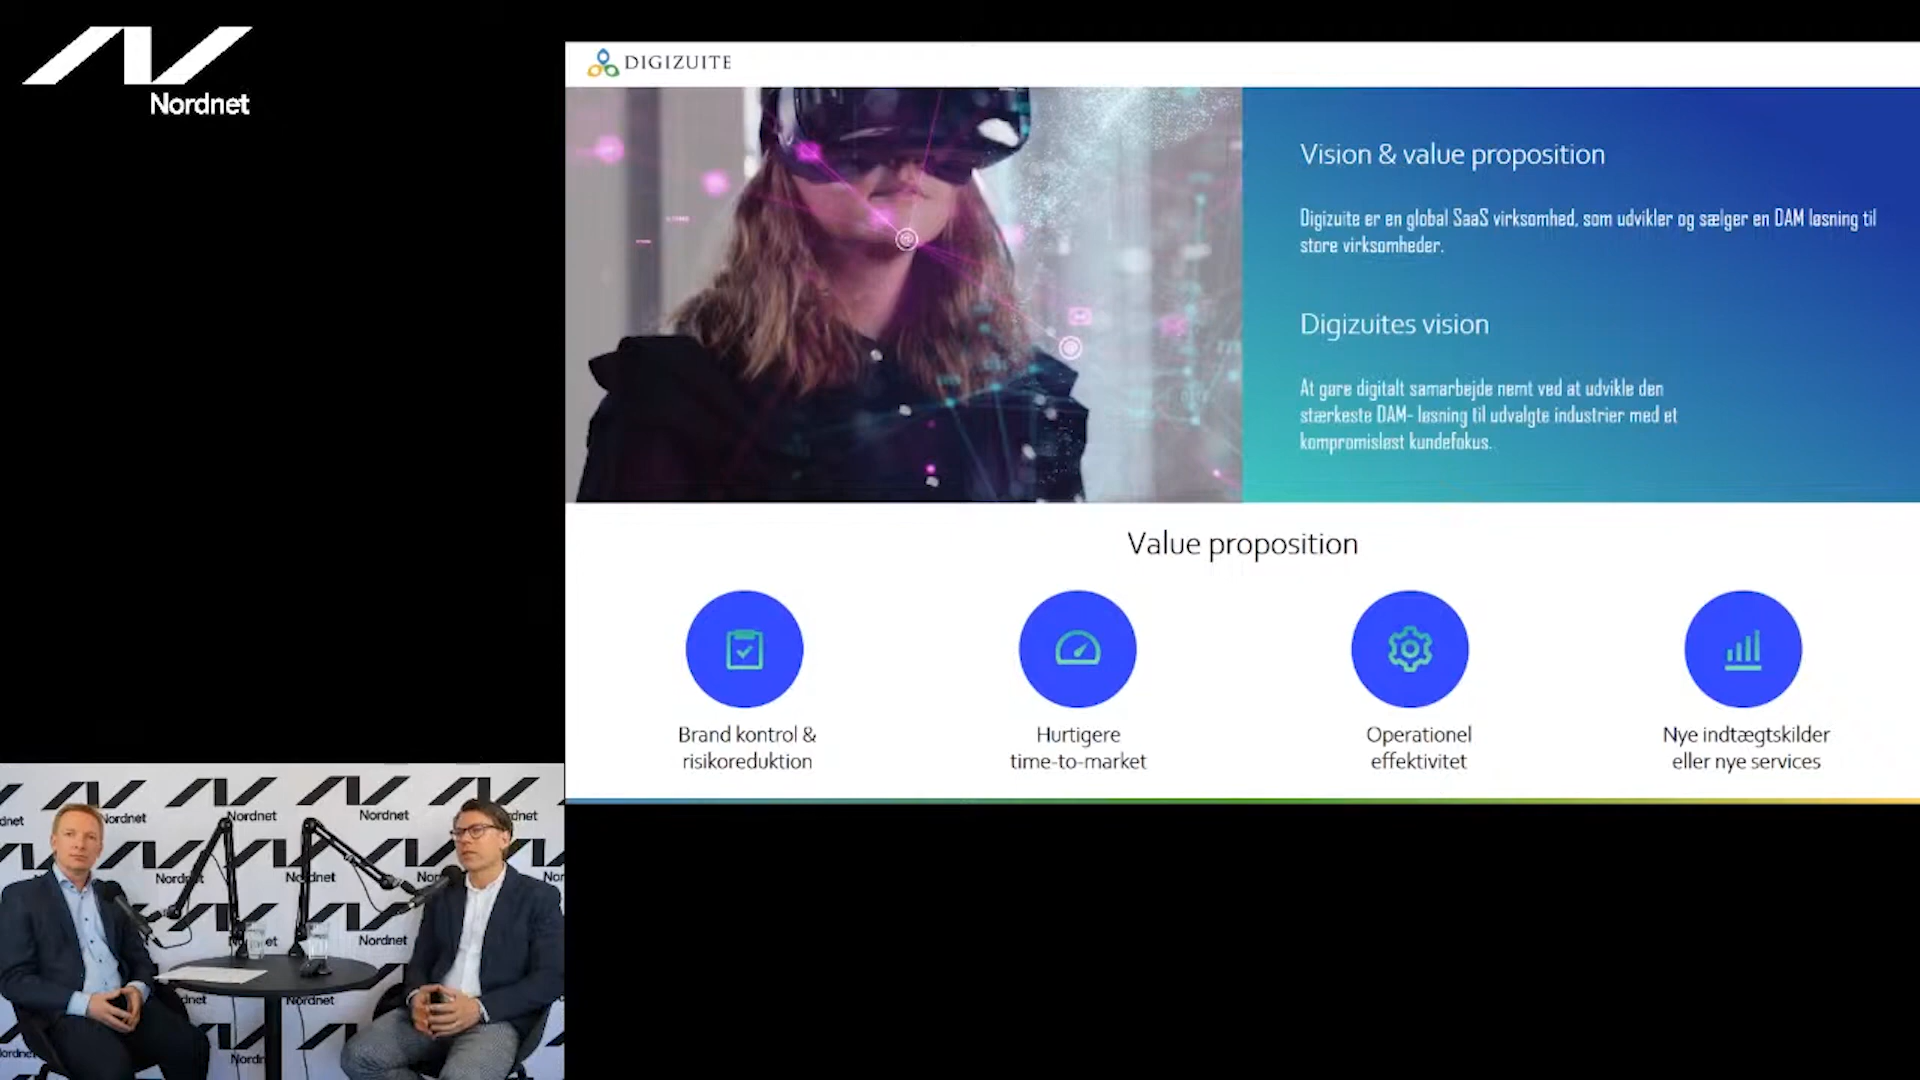 Nordnet
DIGIZUITE
Vision & value proposition
Digizuite er en global SaaS virksomhed, som udvikler og sælger en DAM løsning til
store virksomheder.
Digizuites vision
At gøre digitalt samarbejde nemt ved at udvikle den
stærkeste DAM- løsning til udvalgte industrier med et
kompromisløst kundefokus.
Value proposition
Brand kontrol &
risikoreduktion
Hurtigere
time-to-market
Operationel
effektivitet
Nye indtægtskilder
eller nye services
Nordnet
Nordnet
Nordnet
Nordnet
Nordnet
Nordnet